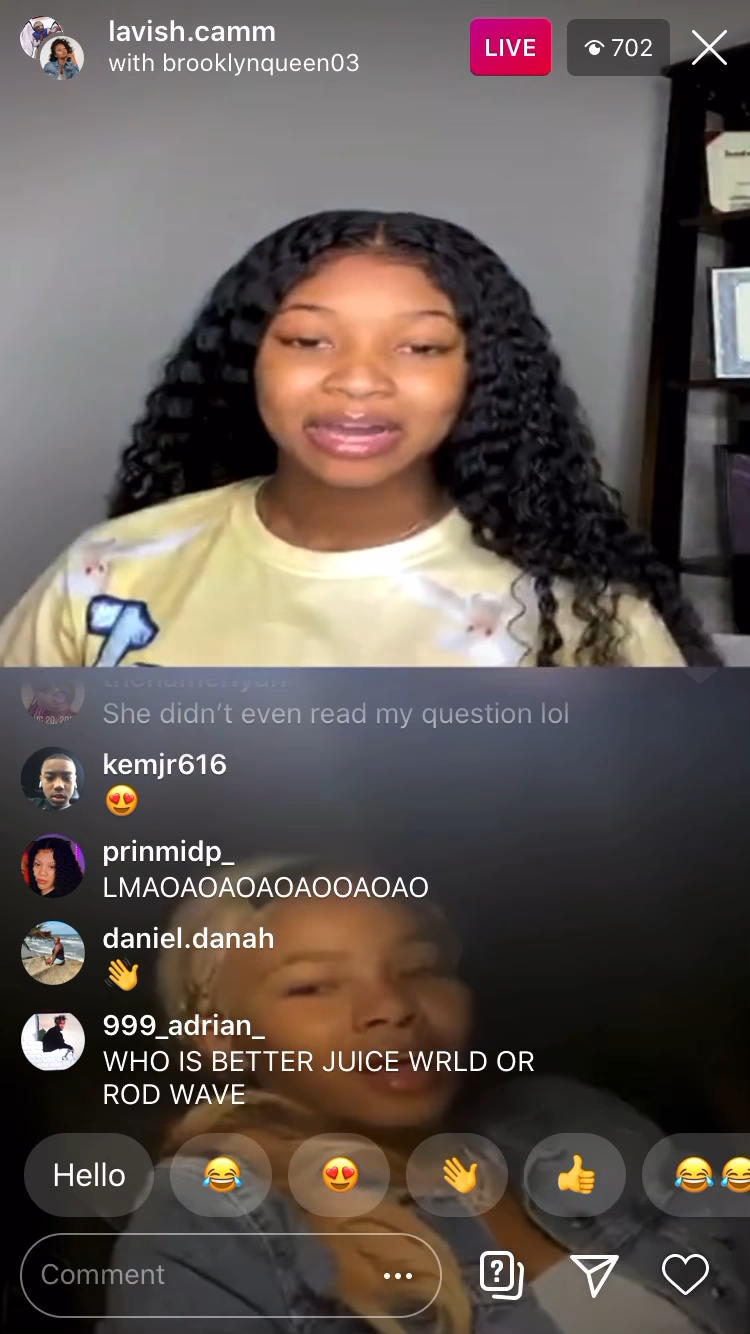 lavish.camm
with brooklynqueen03
LIVE
702
She didn’t even read my question lol
kemjr616
😍
prinmidp_
LMAOAOAOAOAOOAOAO
daniel.danah
👋
999_adrian_
WHO IS BETTER JUICE WRLD OR
ROD WAVE
Hello 😂 😍 👋 👍 😂 😂
Comment